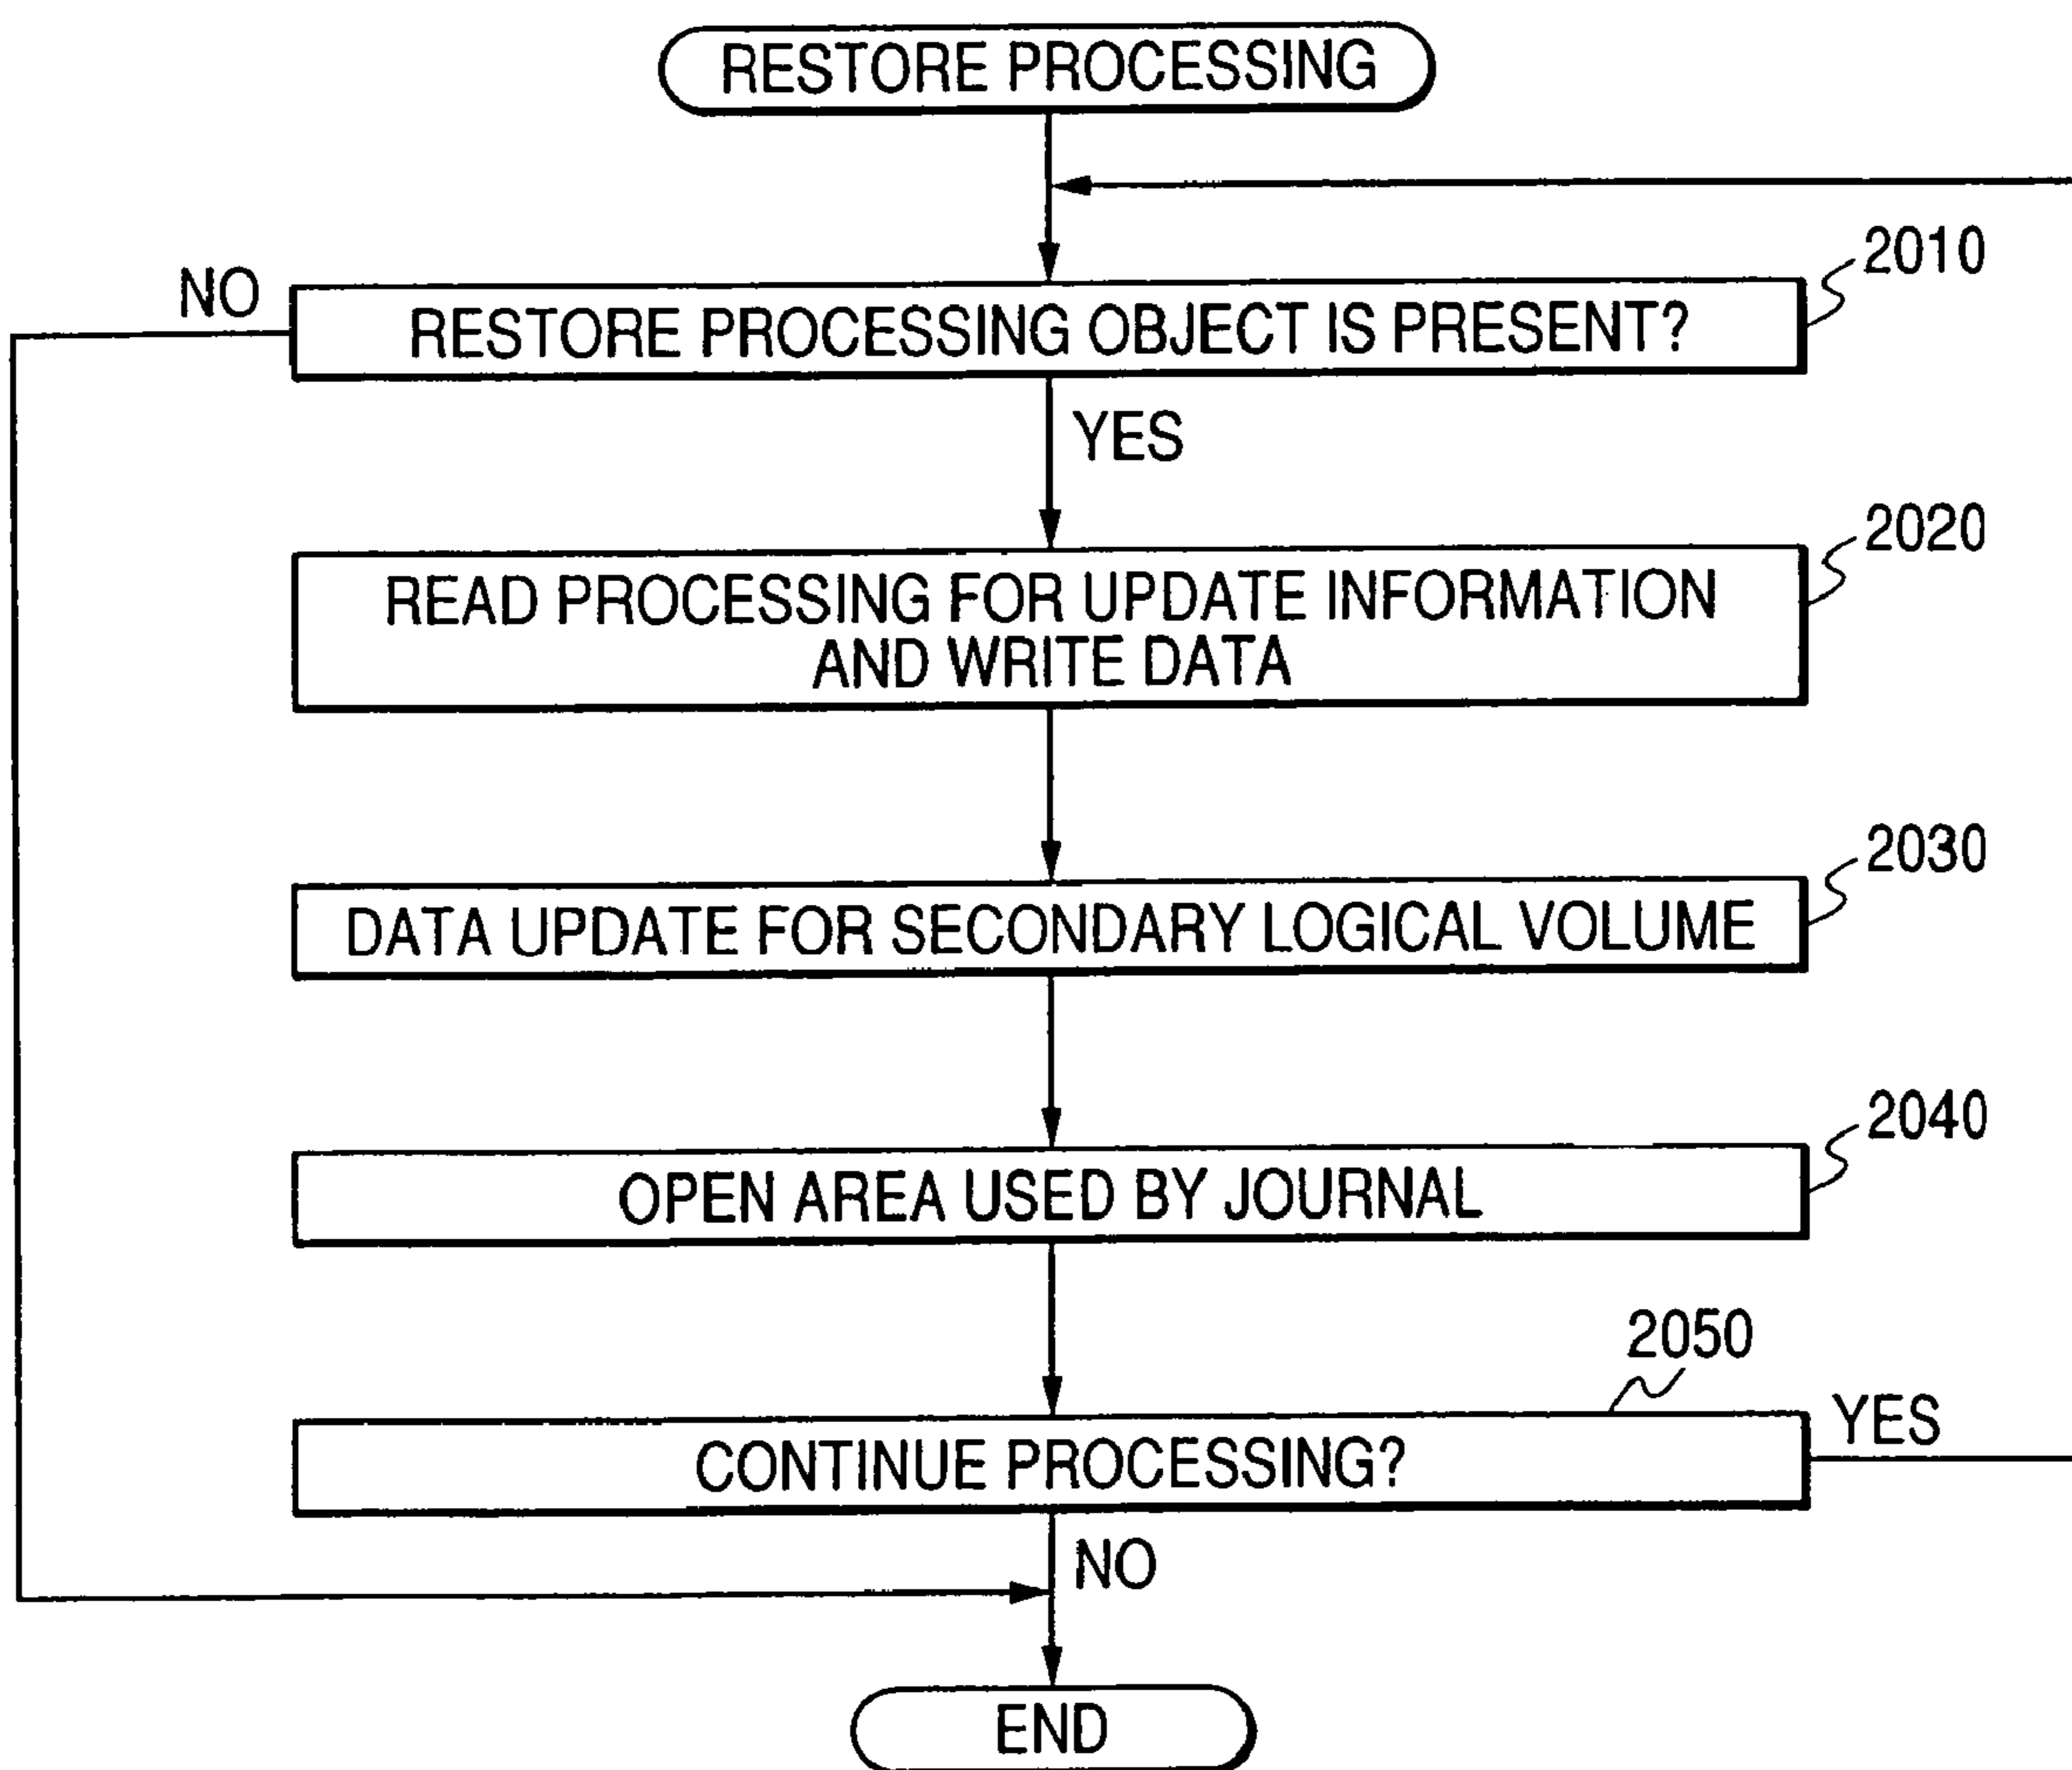 RESTORE PROCESSING
2010
NO
RESTORE PROCESSING OBJECT IS PRESENT?
YES
2020
READ PROCESSING FOR UPDATE INFORMATION
AND WRITE DATA
2030
DATA UPDATE FOR SECONDARY LOGICAL VOLUME
2040
OPEN AREA USED BY JOURNAL
2050
YES
CONTINUE PROCESSING?
NO
END